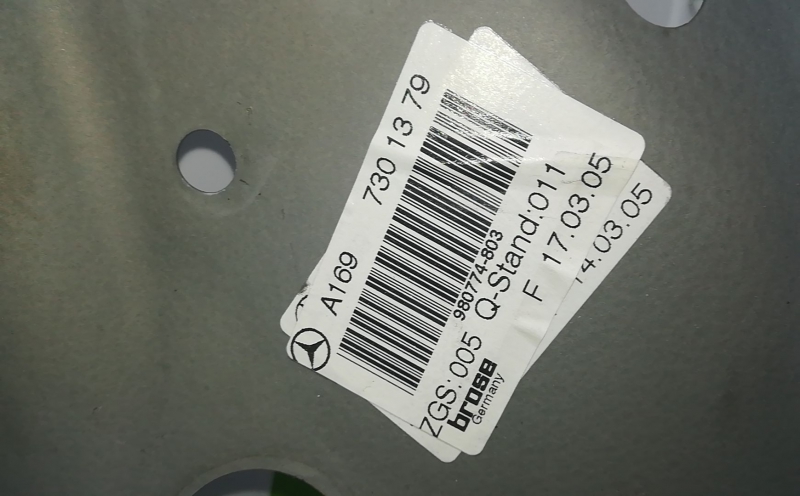 A169 730 13 79
980774-803
ZGS:005 Q-Stand:011
brose F 17.03.05
Germany
14.03.05